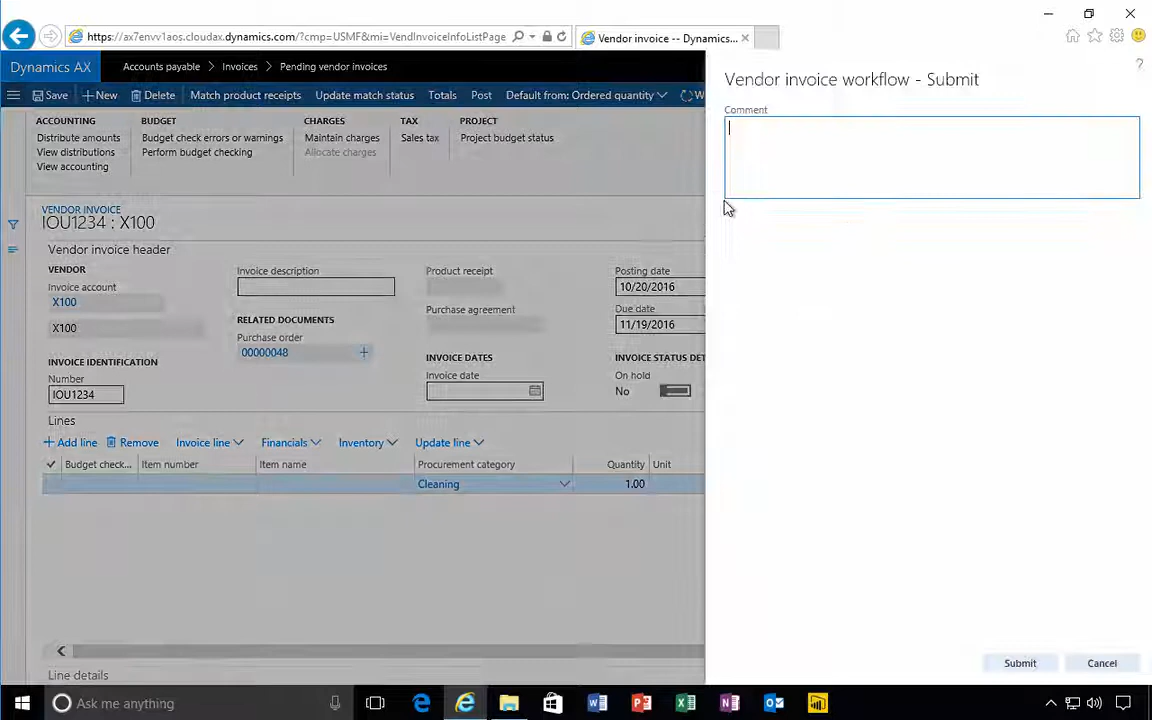 https://ax7envv1aos.cloudax.dynamics.com/?cmp=USMF&mi=VendInvoiceInfoListPage
Vendor invoice -- Dynamics...
Dynamics AX
Accounts payable > Invoices > Pending vendor invoices
Save + New Delete Match product receipts Update match status Totals Post Default from: Ordered quantity W
ACCOUNTING
Distribute amounts
View distributions
View accounting
BUDGET
Budget check errors or warnings
Perform budget checking
CHARGES
Maintain charges
Allocate charges
TAX
Sales tax
PROJECT
Project budget status
VENDOR INVOICE
IOU1234 : X100
Vendor invoice header
VENDOR
Invoice account
X100
X100
INVOICE IDENTIFICATION
Number
IOU1234
Invoice description
RELATED DOCUMENTS
Purchase order
00000048 +
Product receipt
Purchase agreement
INVOICE DATES
Invoice date
Posting date
10/20/2016
Due date
11/19/2016
INVOICE STATUS DET
On hold
No
Lines
+ Add line Remove Invoice line Financials Inventory Update line
Budget check... Item number Item name Procurement category Quantity Unit
Cleaning 1.00
Line details
?
Vendor invoice workflow - Submit
Comment
Submit Cancel
Ask me anything